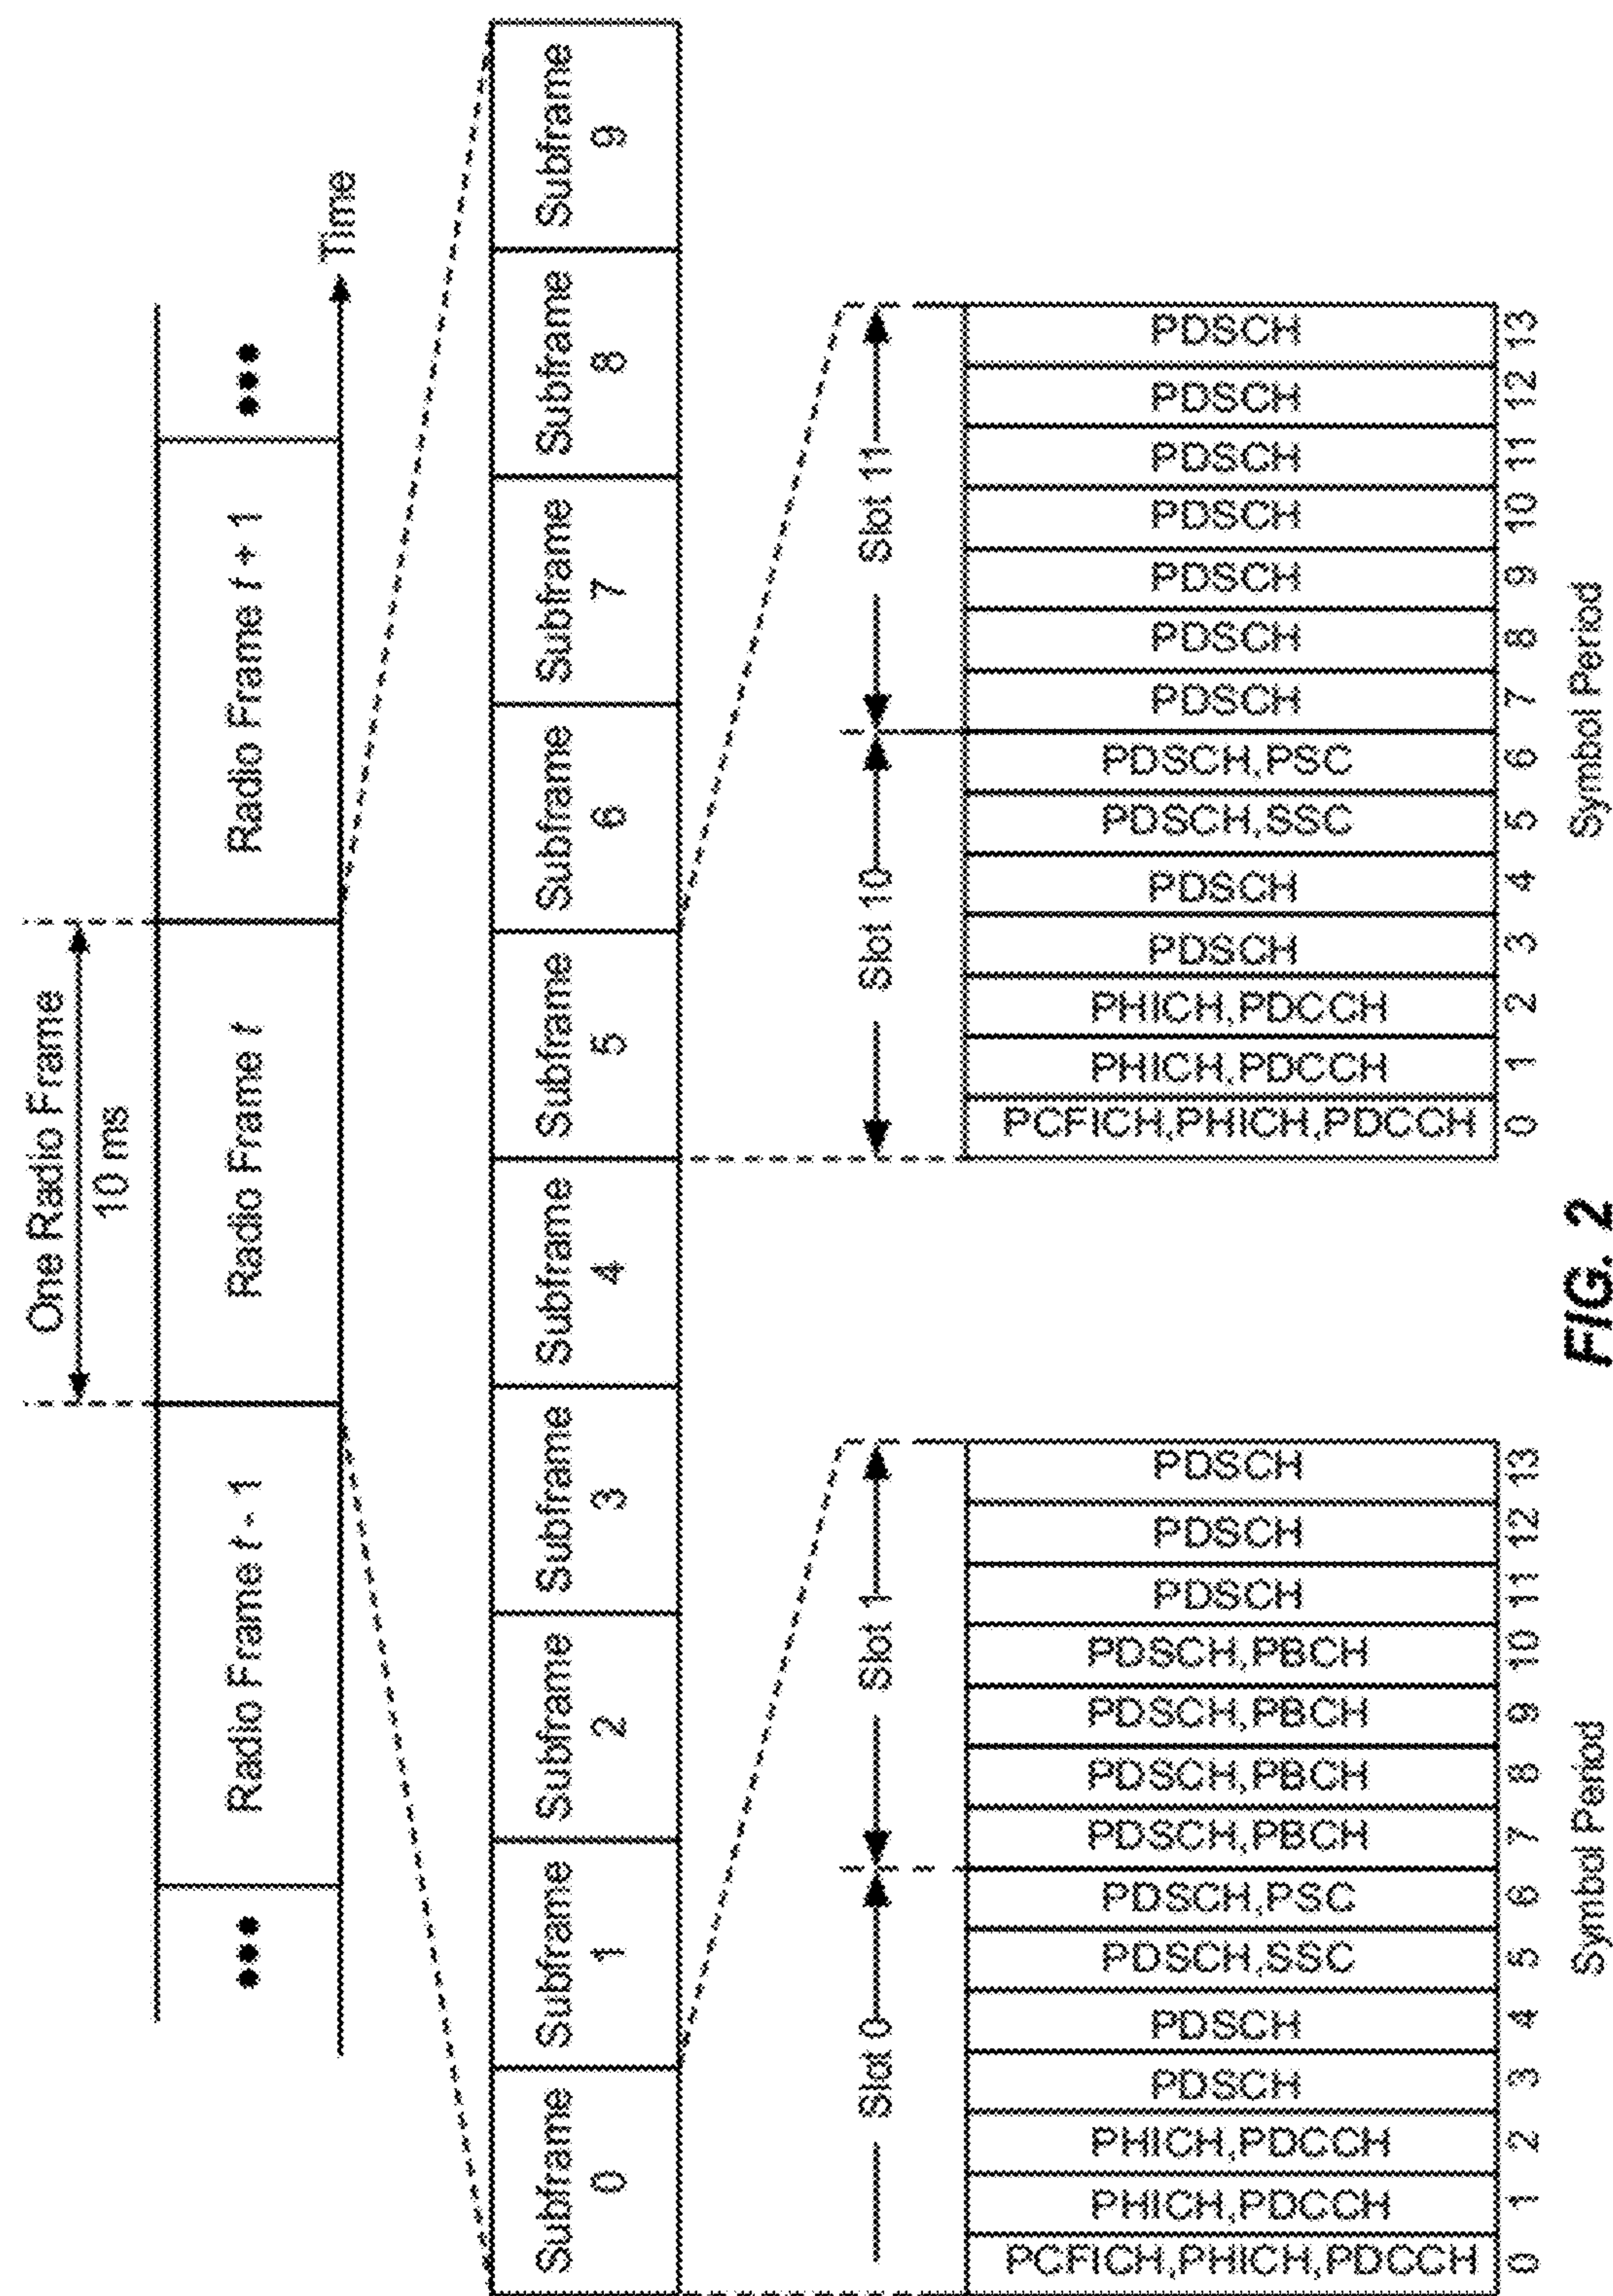 One Radio Frame
10 ms
••• Radio Frame t - 1 Radio Frame t Radio Frame t + 1 •••
Time
Subframe 0 Subframe 1 Subframe 2 Subframe 3 Subframe 4 Subframe 5 Subframe 6 Subframe 7 Subframe 8 Subframe 9
Slot 0 Slot 1
PCFICH,PHICH,PDCCH
PHICH,PDCCH
PHICH,PDCCH
PDSCH
PDSCH
PDSCH,SSC
PDSCH,PSC
PDSCH,PBCH
PDSCH,PBCH
PDSCH,PBCH
PDSCH,PBCH
PDSCH
PDSCH
PDSCH
0 1 2 3 4 5 6 7 8 9 10 11 12 13
Symbol Period
Slot 10 Slot 11
PCFICH,PHICH,PDCCH
PHICH,PDCCH
PHICH,PDCCH
PDSCH
PDSCH
PDSCH,SSC
PDSCH,PSC
PDSCH
PDSCH
PDSCH
PDSCH
PDSCH
PDSCH
PDSCH
0 1 2 3 4 5 6 7 8 9 10 11 12 13
Symbol Period
FIG. 2